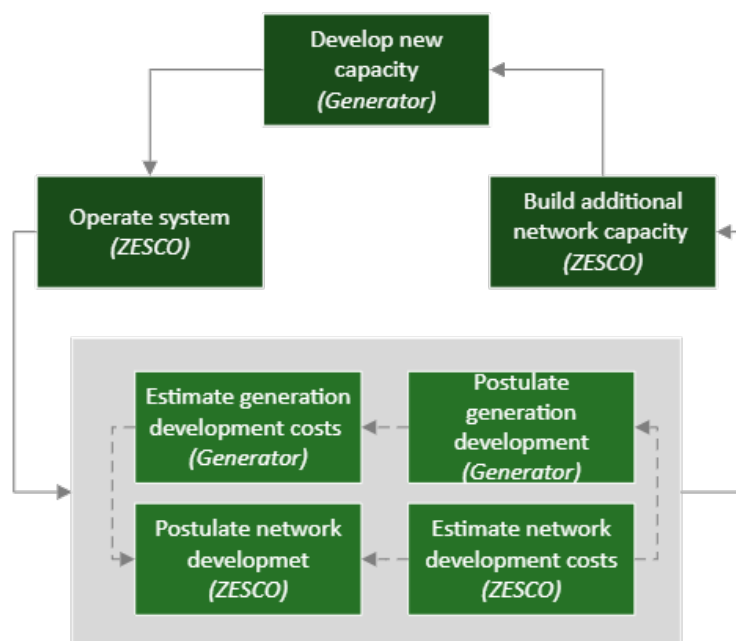 Develop new
capacity
(Generator)
Operate system
(ZESCO)
Build additional
network capacity
(ZESCO)
Estimate generation
development costs
(Generator)
Postulate
generation
development
(Generator)
Postulate network
developmet
(ZESCO)
Estimate network
development costs
(ZESCO)